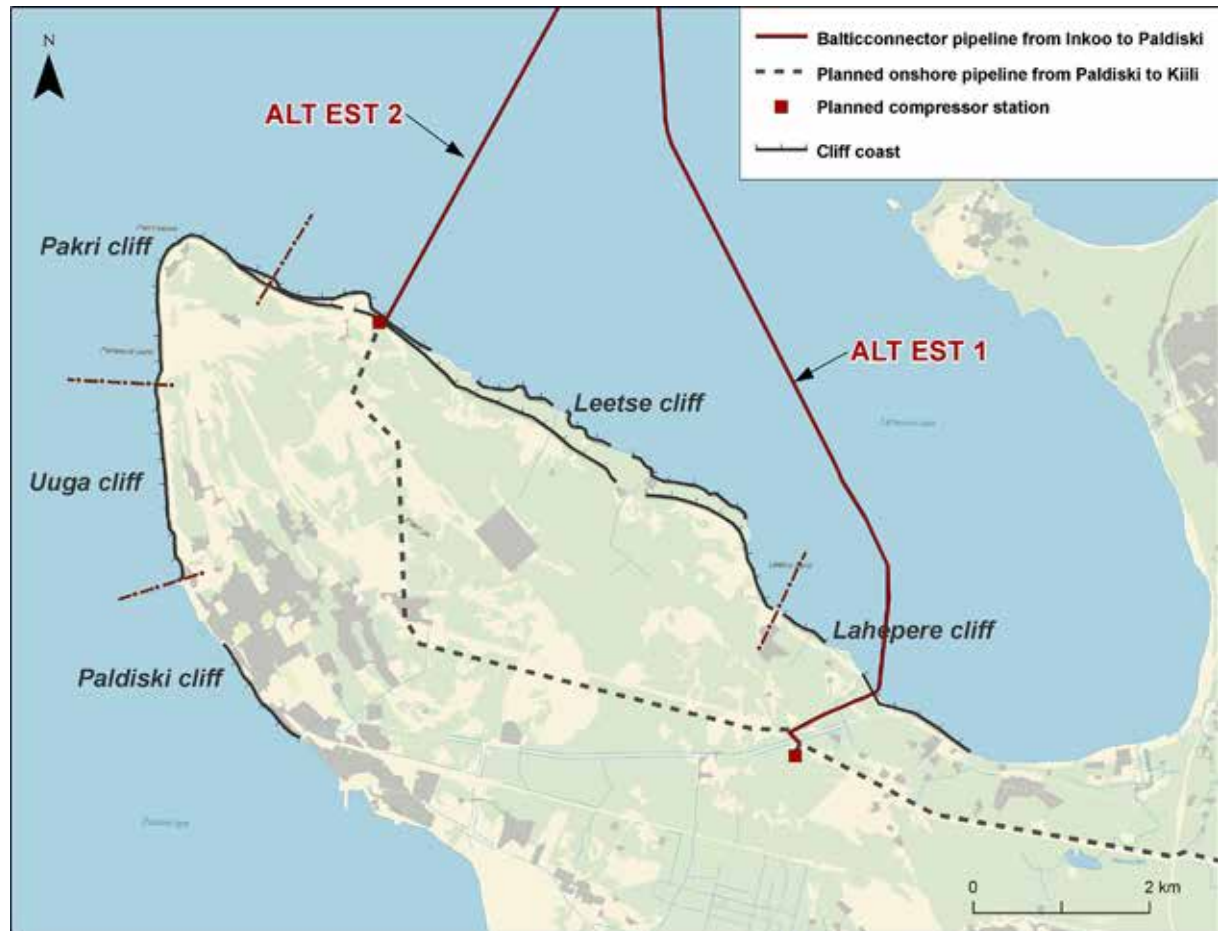 N
Balticconnector pipeline from Inkoo to Paldiski
Planned onshore pipeline from Paldiski to Kiili
Planned compressor station
Cliff coast
ALT EST 2
Pakri cliff
ALT EST 1
Leetse cliff
Uuga cliff
Lahepere cliff
Paldiski cliff
0 2 km